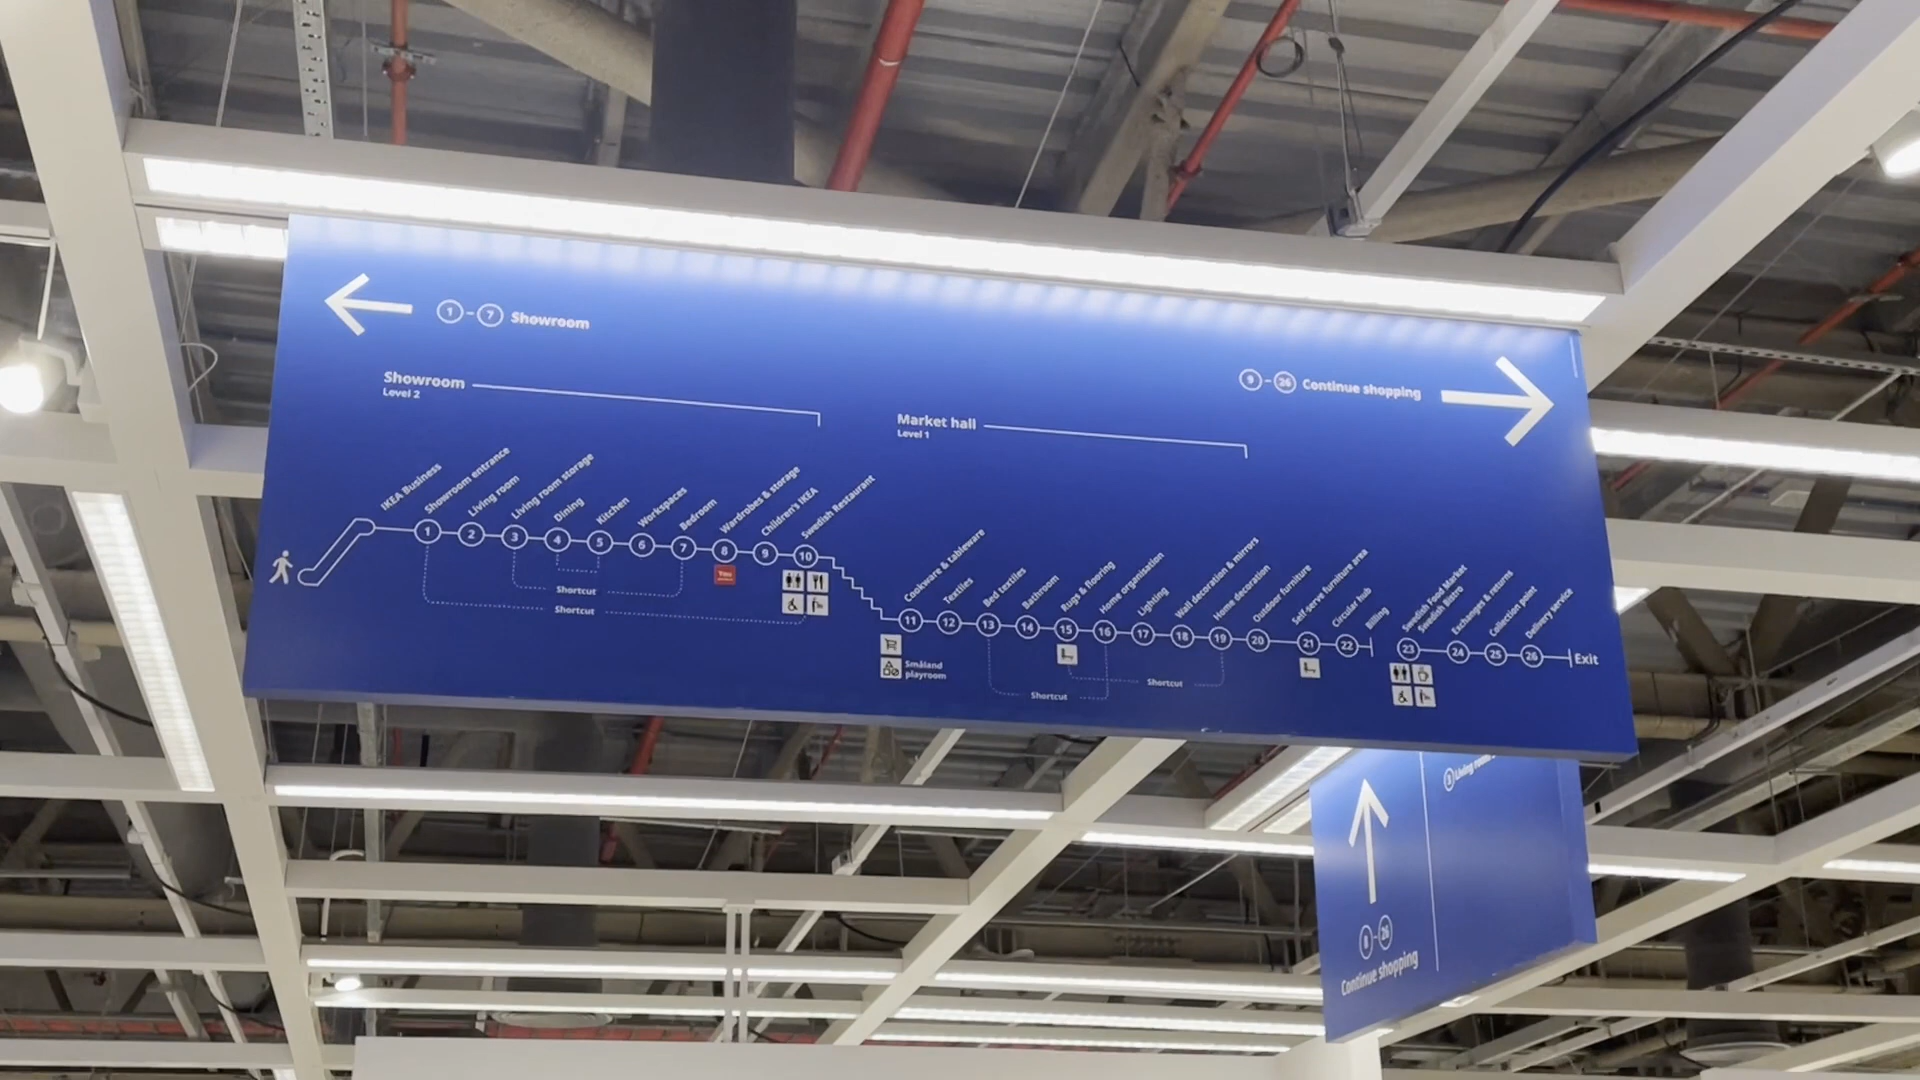 1 - 7 Showroom
9 - 26 Continue shopping
Showroom
Level 2
Market hall
Level 1
IKEA Business
1 Showroom entrance
2 Living room
3 Living room storage
4 Dining
5 Kitchen
6 Workspaces
7 Bedroom
8 Wardrobes & storage
You are here
9 Children's IKEA
10 Swedish Restaurant
Shortcut
Shortcut
11 Cookware & tableware
12 Textiles
13 Bed textiles
14 Bathroom
15 Rugs & flooring
16 Home organisation
17 Lighting
18 Wall decoration & mirrors
19 Home decoration
20 Outdoor furniture
21 Self-serve furniture area
22 Circular hub
Billing
23 Swedish Food Market
Swedish Bistro
24 Exchanges & returns
25 Collection point
26 Delivery service
Exit
Småland
playroom
Shortcut
Shortcut
3 Living room
8 - 26
Continue shopping